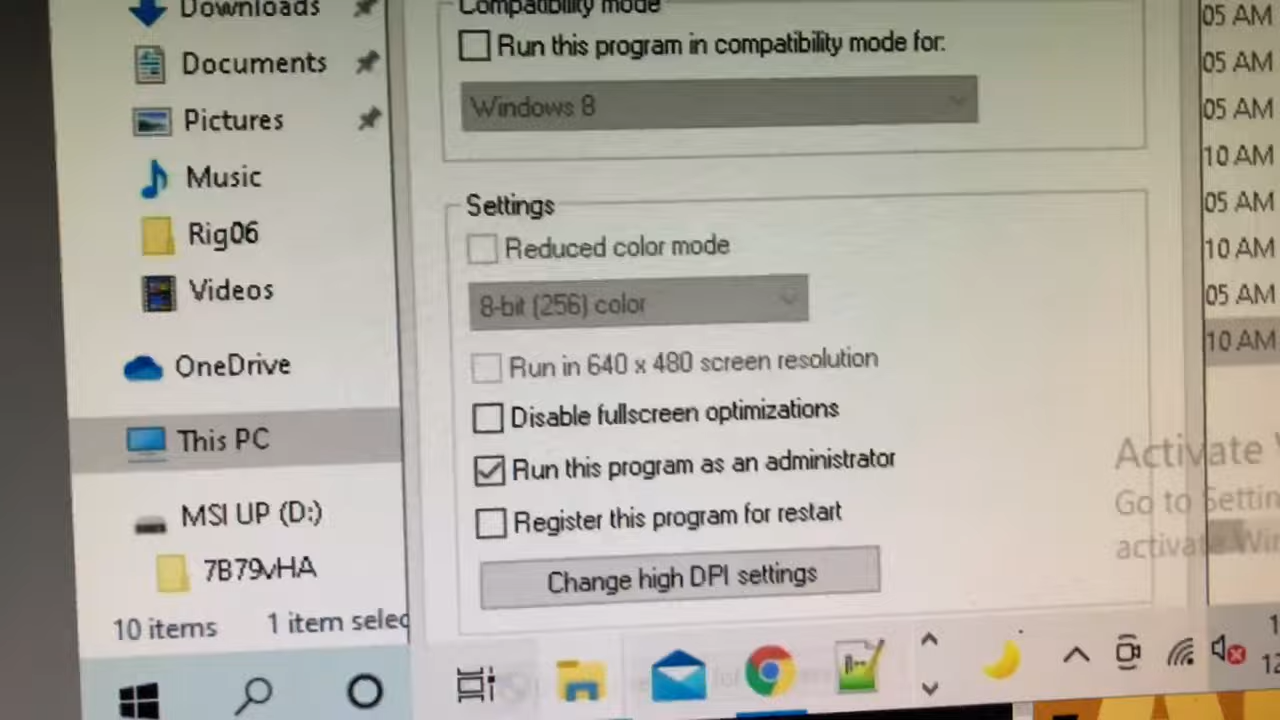 Downloads
Documents
Pictures
Music
Rig06
Videos
OneDrive
This PC
MSI UP (D:)
7B79vHA
10 items
1 item selec
Compatibility mode
Run this program in compatibility mode for:
Windows 8
Settings
Reduced color mode
8-bit (256) color
Run in 640 x 480 screen resolution
Disable fullscreen optimizations
Run this program as an administrator
Register this program for restart
Change high DPI settings
05 AM
05 AM
05 AM
10 AM
05 AM
10 AM
05 AM
10 AM
Activate
Go to Settin
activate Win